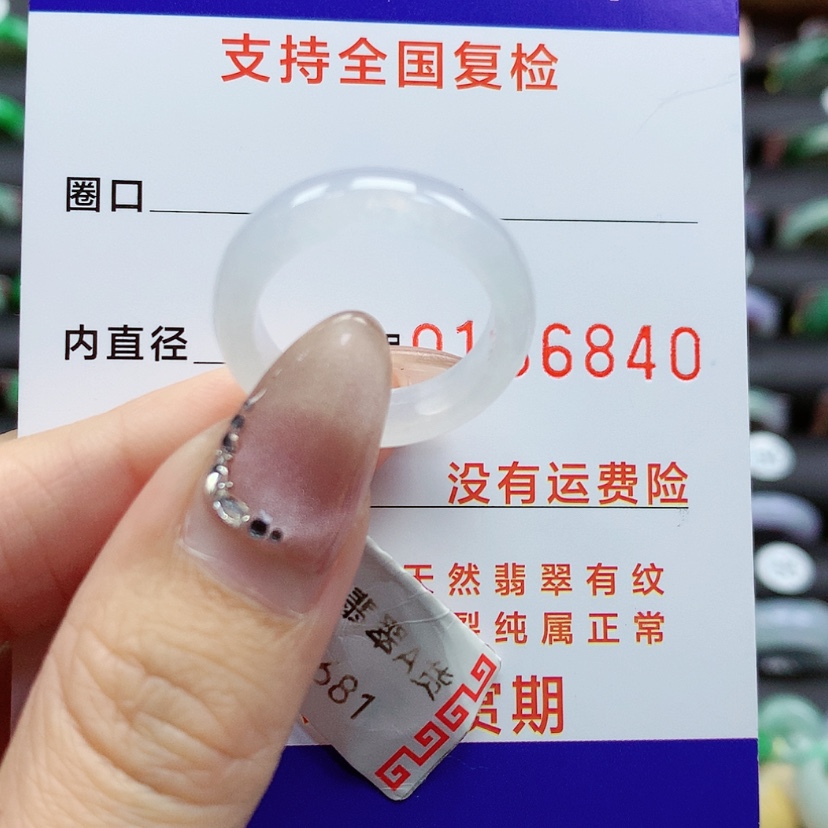 支持全国复检
圈口
内直径
6840
没有运费险
天然翡翠有纹
裂纯属正常
货期
翡翠A货
681